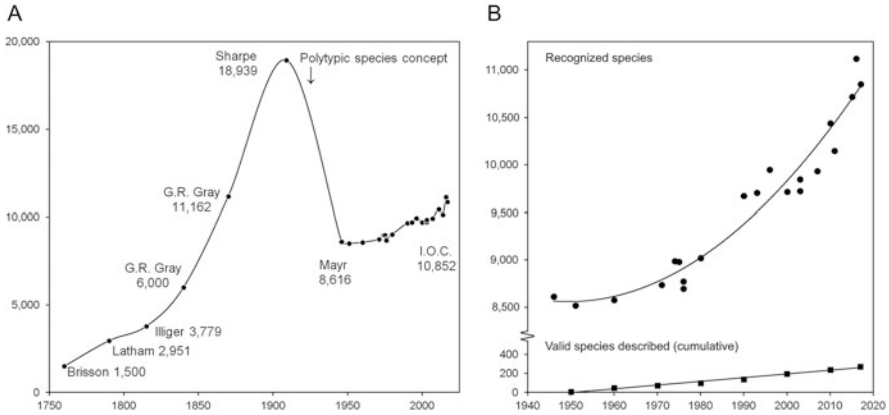 A
20,000
15,000
10,000
5,000
0
1750
1800
1850
1900
1950
2000
Sharpe
18,939
Polytypic species concept
G.R. Gray
11,162
G.R. Gray
6,000
Illiger 3,779
Latham 2,951
Brisson 1,500
Mayr
8,616
I.O.C.
10,852
B
Recognized species
11,000
10,500
10,000
9,500
9,000
8,500
Valid species described (cumulative)
400
200
0
1940
1950
1960
1970
1980
1990
2000
2010
2020